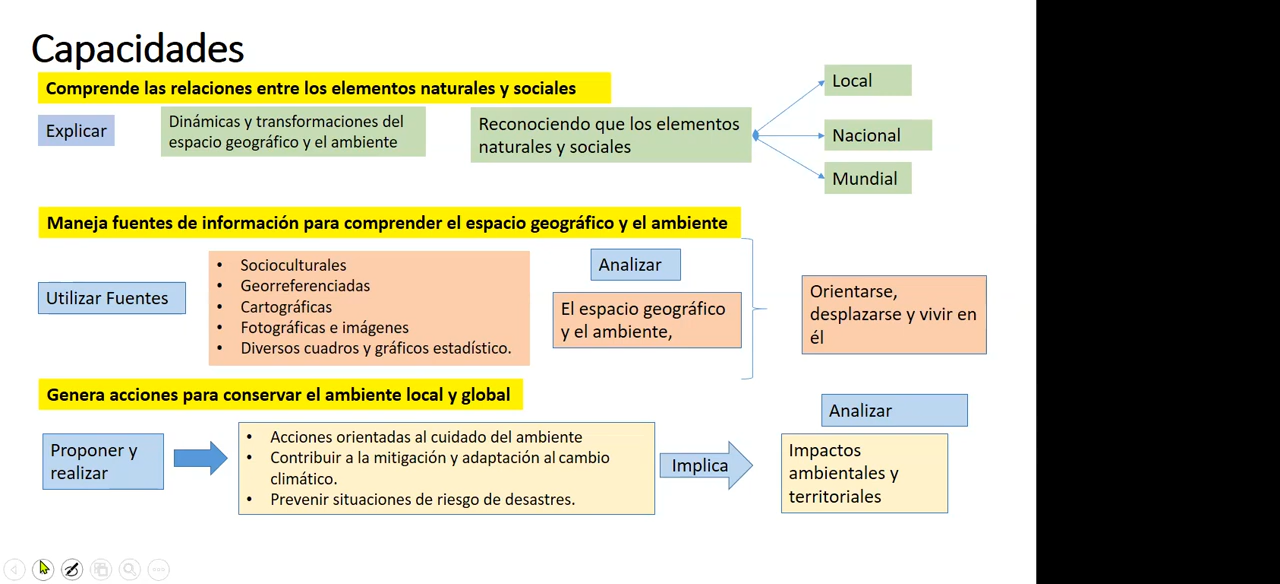 Capacidades
Comprende las relaciones entre los elementos naturales y sociales
Explicar
Dinámicas y transformaciones del
espacio geográfico y el ambiente
Reconociendo que los elementos
naturales y sociales
Local
Nacional
Mundial
Maneja fuentes de información para comprender el espacio geográfico y el ambiente
Utilizar Fuentes
• Socioculturales
• Georreferenciadas
• Cartográficas
• Fotográficas e imágenes
• Diversos cuadros y gráficos estadístico.
Analizar
El espacio geográfico
y el ambiente,
Orientarse,
desplazarse y vivir en
él
Genera acciones para conservar el ambiente local y global
Proponer y
realizar
• Acciones orientadas al cuidado del ambiente
• Contribuir a la mitigación y adaptación al cambio
climático.
• Prevenir situaciones de riesgo de desastres.
Implica
Analizar
Impactos
ambientales y
territoriales